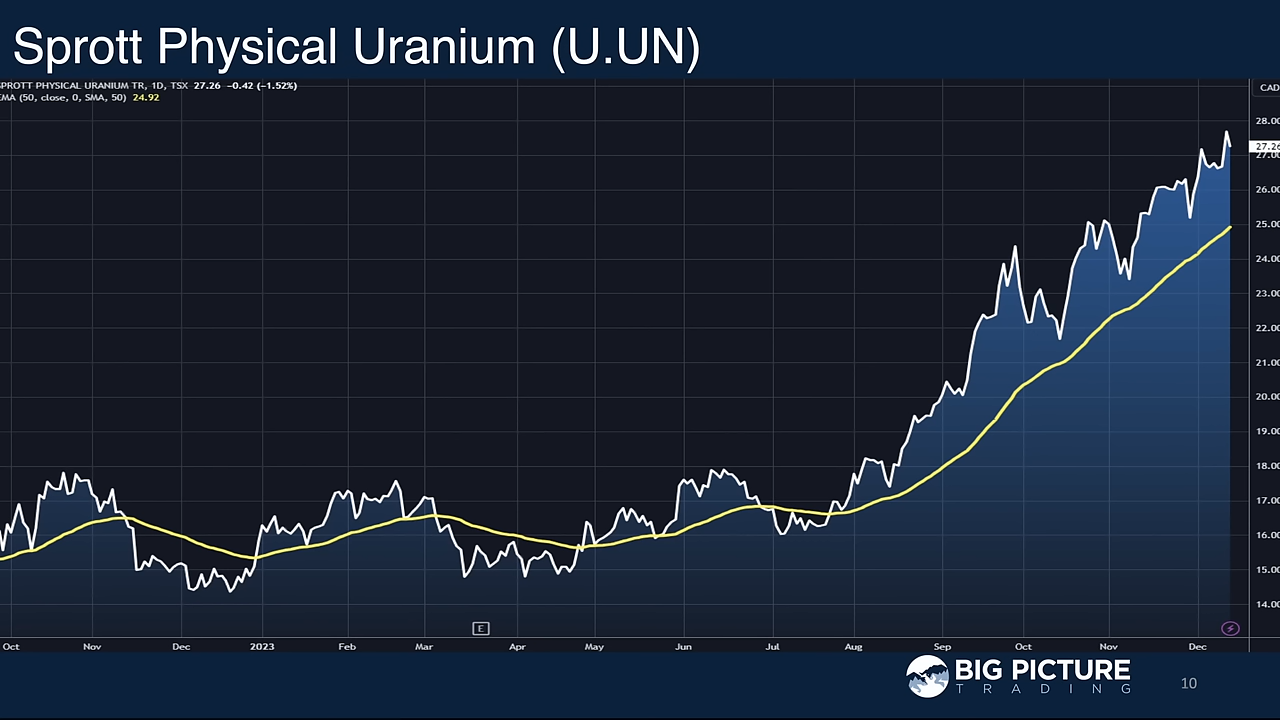 Sprott Physical Uranium (U.UN)
SPROTT PHYSICAL URANIUM TR, 1D, TSX 27.26 −0.42 (−1.52%)
EMA (50, close, 0, SMA, 50) 24.92
CAD
28.00
27.26
27.00
26.00
25.00
24.00
23.00
22.00
21.00
20.00
19.00
18.00
17.00
16.00
15.00
14.00
E
Oct Nov Dec 2023 Feb Mar Apr May Jun Jul Aug Sep Oct Nov Dec
BIG PICTURE
TRADING
10